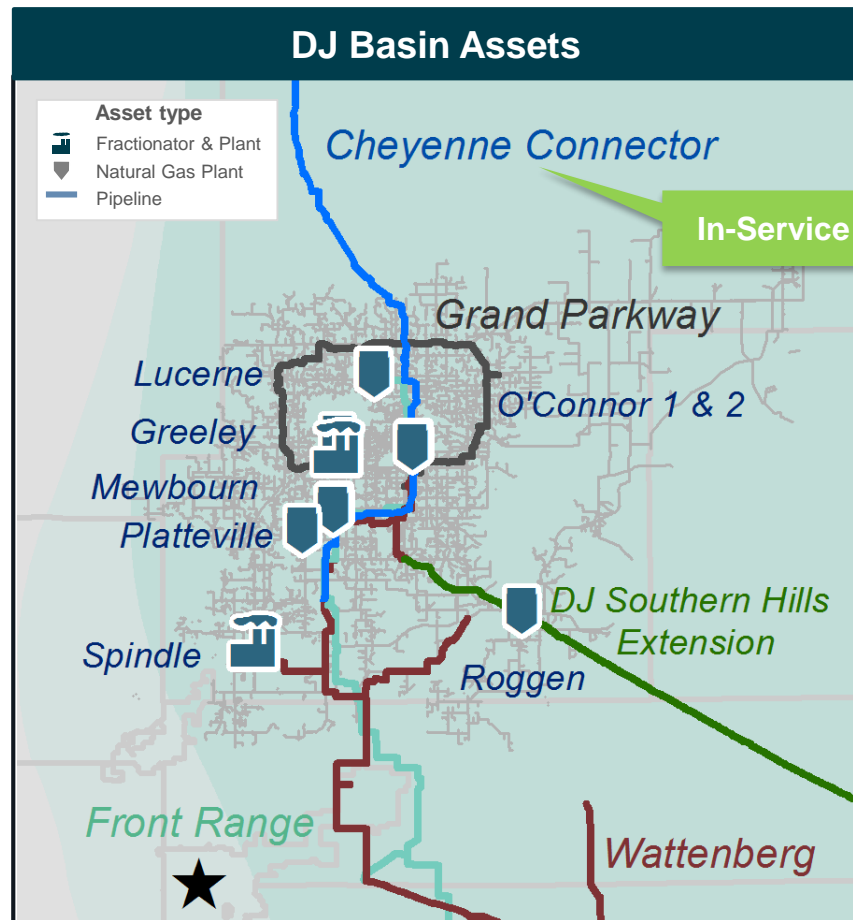 DJ Basin Assets
Asset type
Fractionator & Plant
Natural Gas Plant
Pipeline
Cheyenne Connector
In-Service
Grand Parkway
Lucerne
O'Connor 1 & 2
Greeley
Mewbourn
Platteville
DJ Southern Hills
Extension
Spindle
Roggen
Front Range
Wattenberg